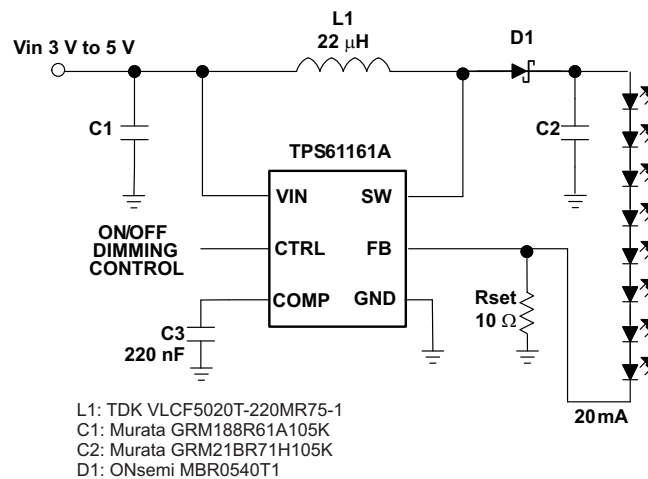 L1
22 μH
Vin 3 V to 5 V
D1
C1
C2
TPS61161A
VIN
SW
ON/OFF
DIMMING
CONTROL
CTRL
FB
COMP
GND
Rset
10 Ω
C3
220 nF
20mA
L1: TDK VLCF5020T-220MR75-1
C1: Murata GRM188R61A105K
C2: Murata GRM21BR71H105K
D1: ONsemi MBR0540T1